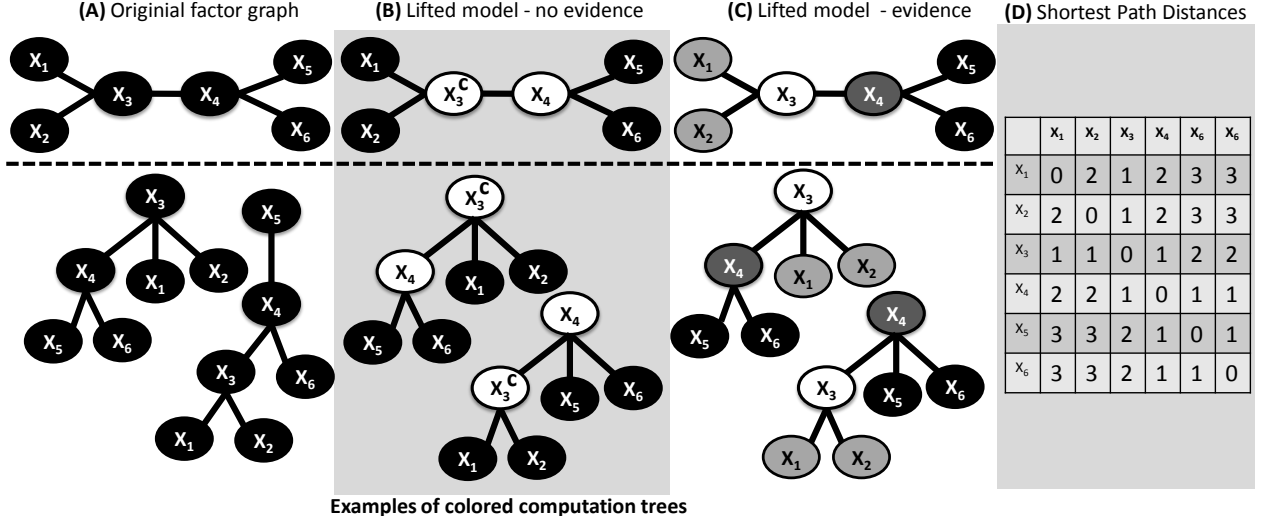 (A) Originial factor graph
(B) Lifted model - no evidence
(C) Lifted model - evidence
(D) Shortest Path Distances
X1 X2 X3 X4 X5 X6
X1 X2 X3 C X4 X5 X6
X1 X2 X3 X4 X5 X6
X3
X4 X1 X2
X5 X6
X5
X4
X3 X6
X1 X2
X3 C
X4 X1 X2
X5 X6
X4
X3 C X5 X6
X1 X2
X3
X4 X1 X2
X5 X6
X4
X3 X5 X6
X1 X2
X1 X2 X3 X4 X6 X6
X1 0 2 1 2 3 3
X2 2 0 1 2 3 3
X3 1 1 0 1 2 2
X4 2 2 1 0 1 1
X5 3 3 2 1 0 1
X6 3 3 2 1 1 0
Examples of colored computation trees